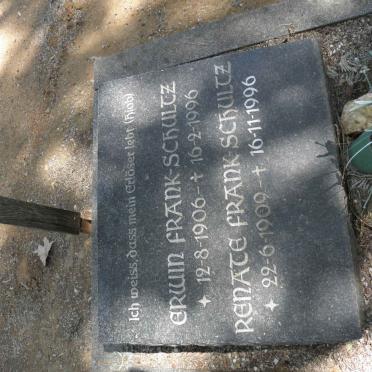 Ich weiss, dass mein Erlöser lebt (Hiob)
ERWIN FRANK-SCHULTZ
✦ 12-8-1906 - ✝ 16-2-1996
RENATE FRANK-SCHULTZ
✦ 22-6-1909 - ✝ 16-11-1996